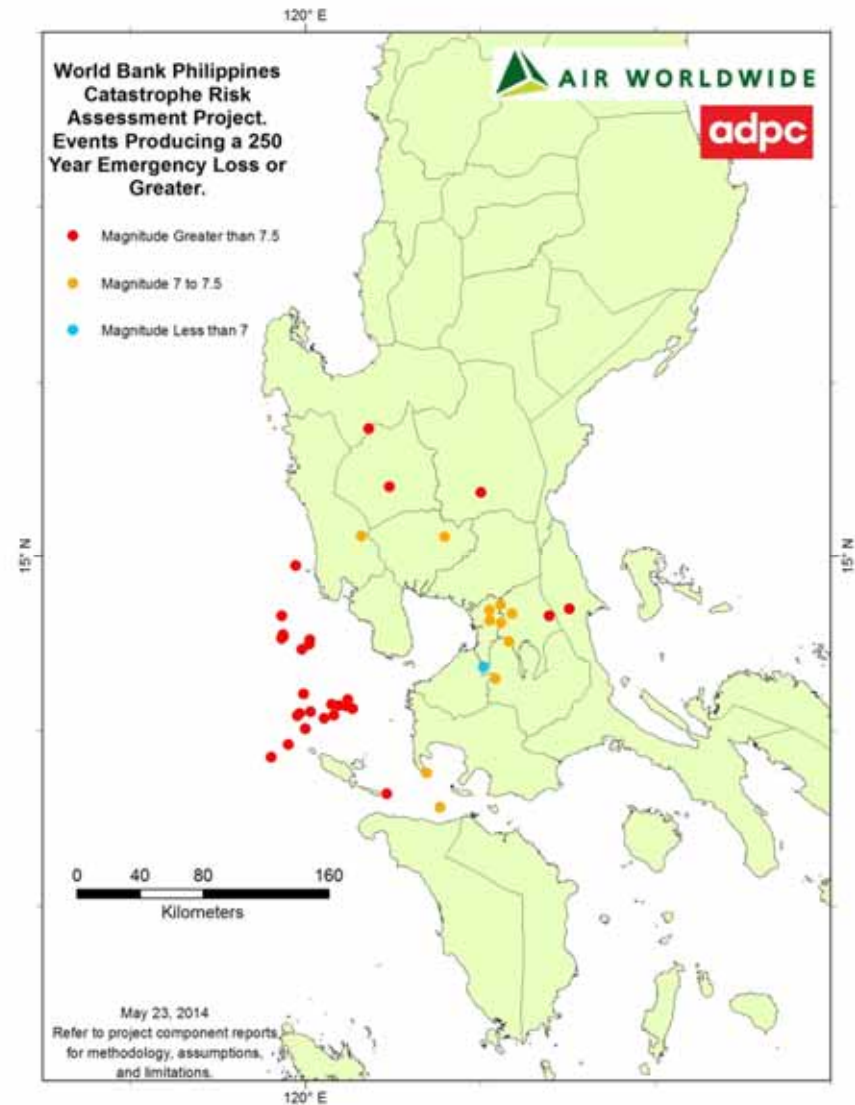 120° E
World Bank Philippines
Catastrophe Risk
Assessment Project.
Events Producing a 250
Year Emergency Loss or
Greater.
AIR WORLDWIDE
adpc
Magnitude Greater than 7.5
Magnitude 7 to 7.5
Magnitude Less than 7
15° N
15° N
0 40 80 160
Kilometers
May 23, 2014
Refer to project component reports
for methodology, assumptions,
and limitations.
120° E